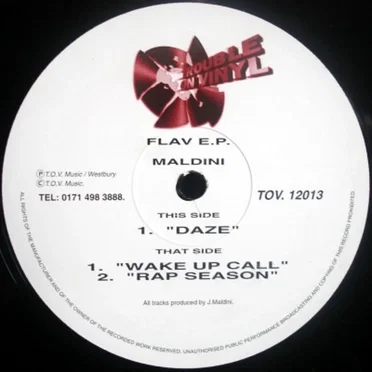 TROUBLE
ON VINYL
FLAV E.P.
MALDINI
Ⓟ T.O.V. Music / Westbury
Ⓒ T.O.V. Music.
TEL: 0171 498 3888.
TOV. 12013
THIS SIDE
1. "DAZE"
THAT SIDE
1. "WAKE UP CALL"
2. "RAP SEASON"
All tracks produced by J.Maldini.
ALL RIGHTS OF THE MANUFACTURER AND OF THE OWNER OF THE RECORDED WORK RESERVED. UNAUTHORISED PUBLIC PERFORMANCE BROADCASTING AND COPYING OF THIS RECORD PROHIBITED.